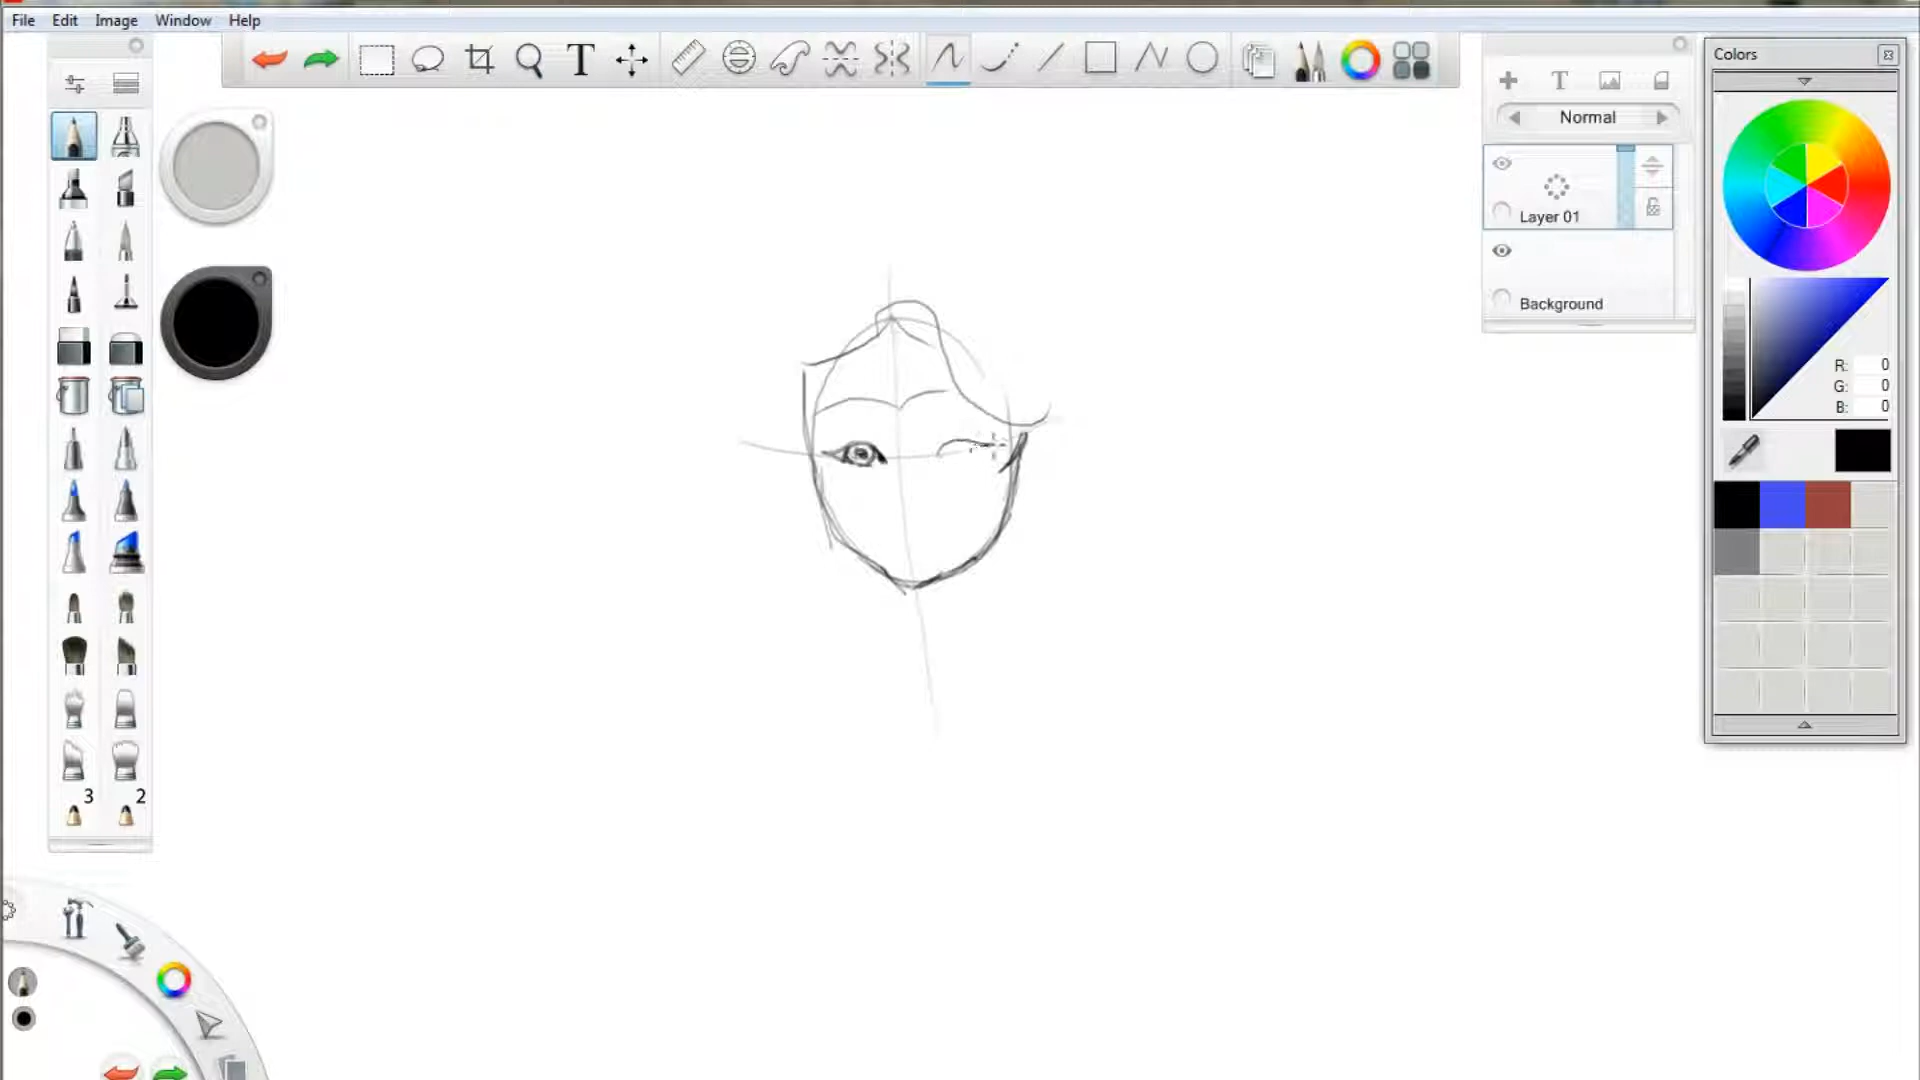 File Edit Image Window Help
T
Colors
T
Normal
Layer 01
Background
R: 0
G: 0
B: 0
3 2